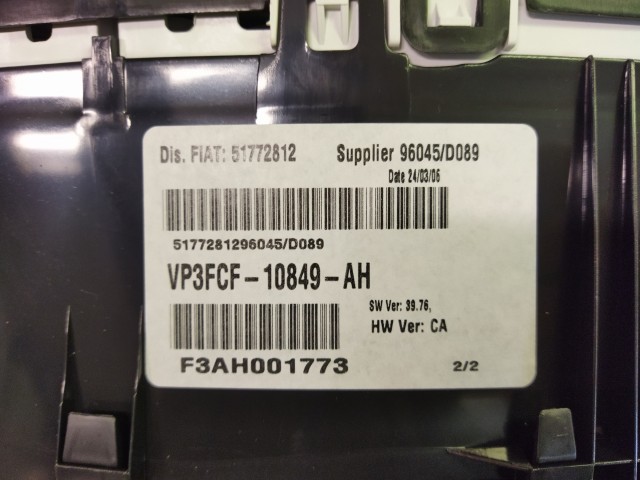 Dis. FIAT: 51772812 Supplier 96045/D089
Date 24/03/06
5177281296045/D089
VP3FCF-10849-AH
SW Ver: 39.76,
HW Ver: CA
F3AH001773 2/2